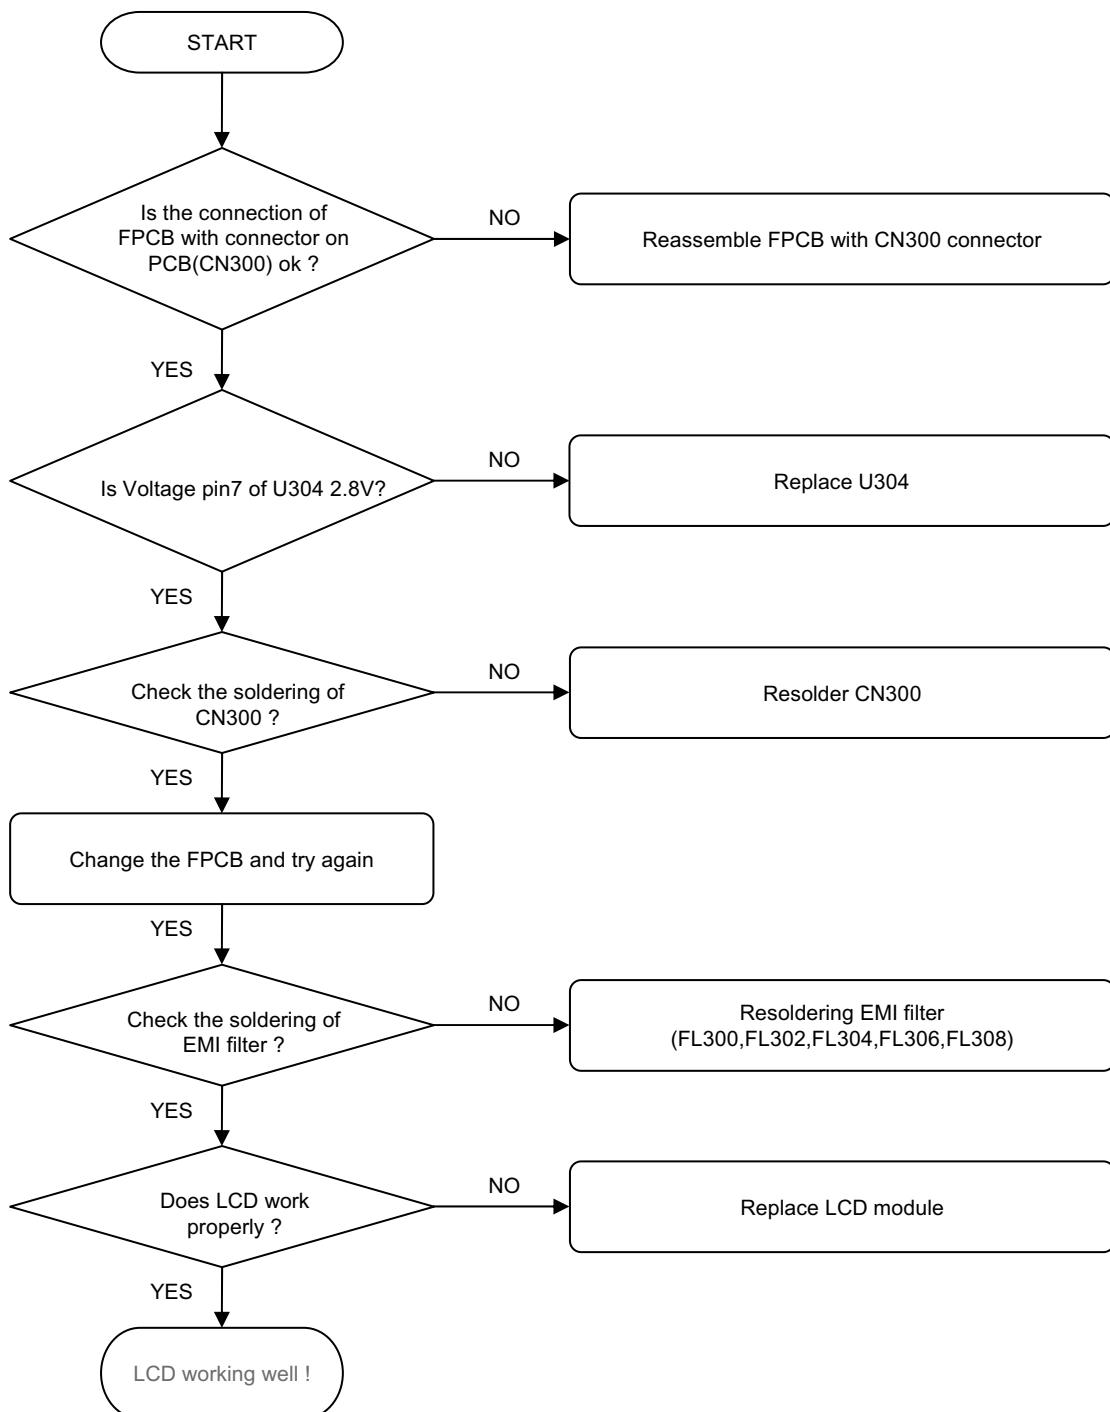 START
Is the connection of
FPCB with connector on
PCB(CN300) ok ?
NO
Reassemble FPCB with CN300 connector
YES
Is Voltage pin7 of U304 2.8V?
NO
Replace U304
YES
Check the soldering of
CN300 ?
NO
Resolder CN300
YES
Change the FPCB and try again
YES
Check the soldering of
EMI filter ?
NO
Resoldering EMI filter
(FL300,FL302,FL304,FL306,FL308)
YES
Does LCD work
properly ?
NO
Replace LCD module
YES
LCD working well !